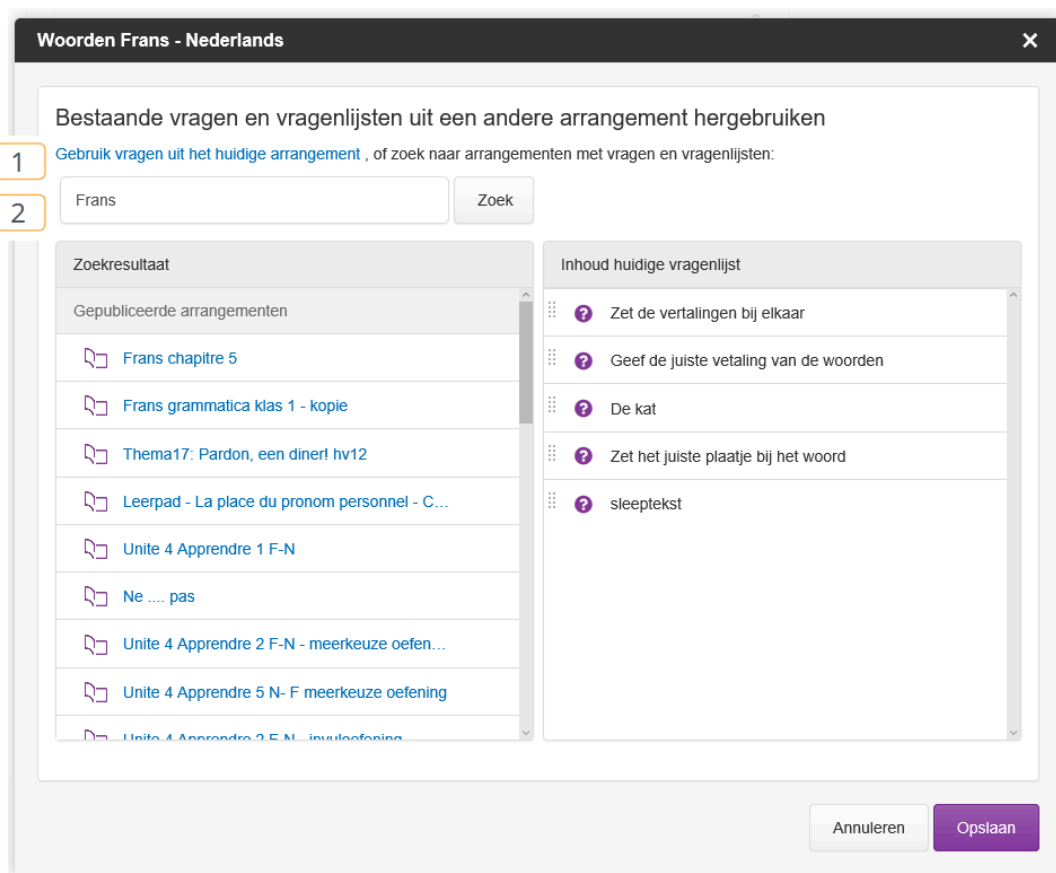 Woorden Frans - Nederlands
Bestaande vragen en vragenlijsten uit een andere arrangement hergebruiken
1
Gebruik vragen uit het huidige arrangement , of zoek naar arrangementen met vragen en vragenlijsten:
2
Frans
Zoek
Zoekresultaat
Gepubliceerde arrangementen
Frans chapitre 5
Frans grammatica klas 1 - kopie
Thema17: Pardon, een diner! hv12
Leerpad - La place du pronom personnel - C...
Unite 4 Apprendre 1 F-N
Ne .... pas
Unite 4 Apprendre 2 F-N - meerkeuze oefen...
Unite 4 Apprendre 5 N- F meerkeuze oefening
Unite 4 Apprendre 2 F-N - invuloefening
Inhoud huidige vragenlijst
Zet de vertalingen bij elkaar
Geef de juiste vetaling van de woorden
De kat
Zet het juiste plaatje bij het woord
sleeptekst
Annuleren
Opslaan